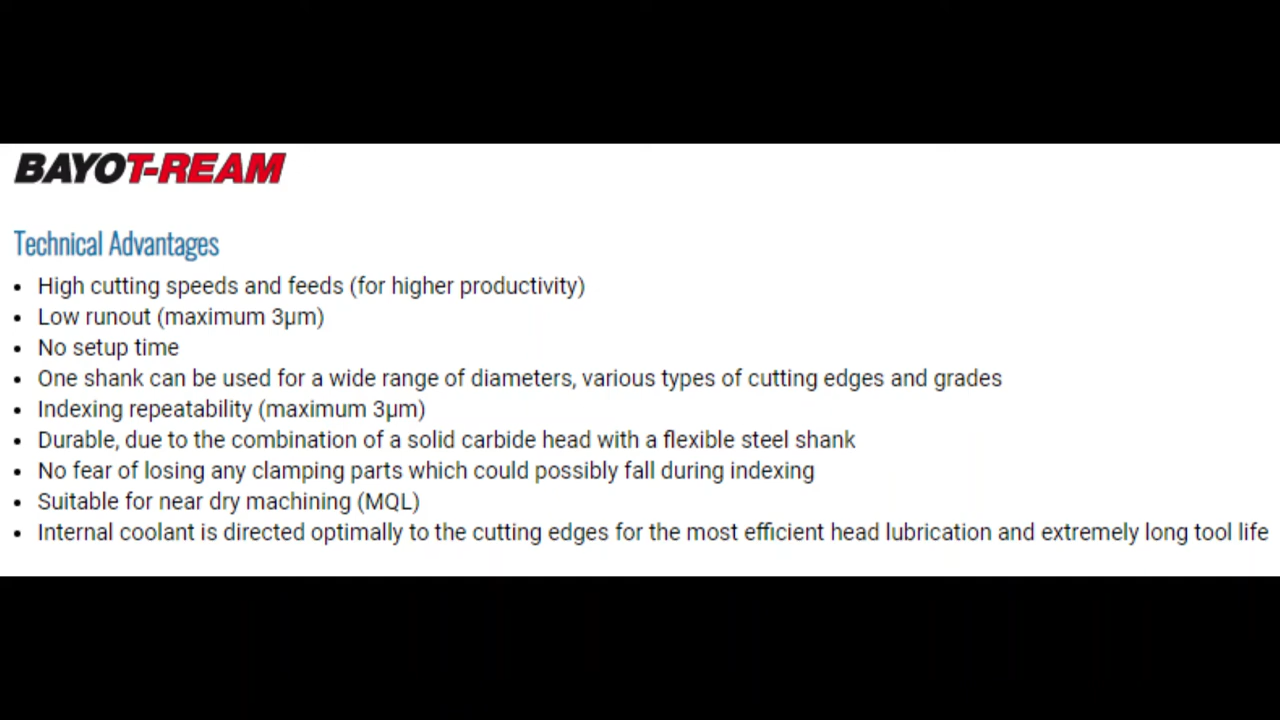 BAYOT-REAM
Technical Advantages
• High cutting speeds and feeds (for higher productivity)
• Low runout (maximum 3µm)
• No setup time
• One shank can be used for a wide range of diameters, various types of cutting edges and grades
• Indexing repeatability (maximum 3µm)
• Durable, due to the combination of a solid carbide head with a flexible steel shank
• No fear of losing any clamping parts which could possibly fall during indexing
• Suitable for near dry machining (MQL)
• Internal coolant is directed optimally to the cutting edges for the most efficient head lubrication and extremely long tool life